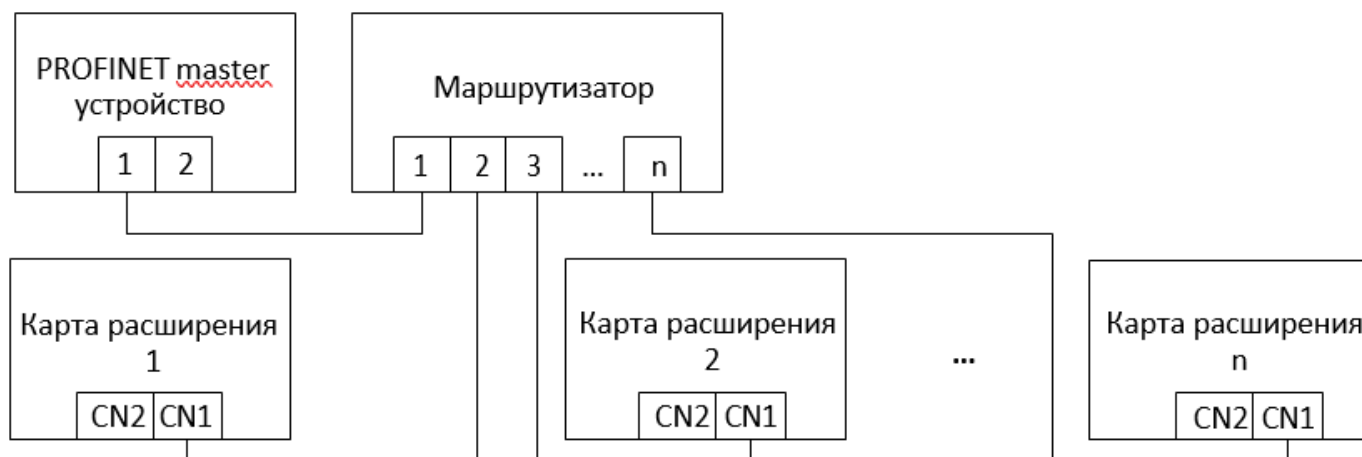 PROFINET master
устройство
1 2
Маршрутизатор
1 2 3 ... n
Карта расширения
1
CN2 CN1
Карта расширения
2
CN2 CN1
...
Карта расширения
n
CN2 CN1